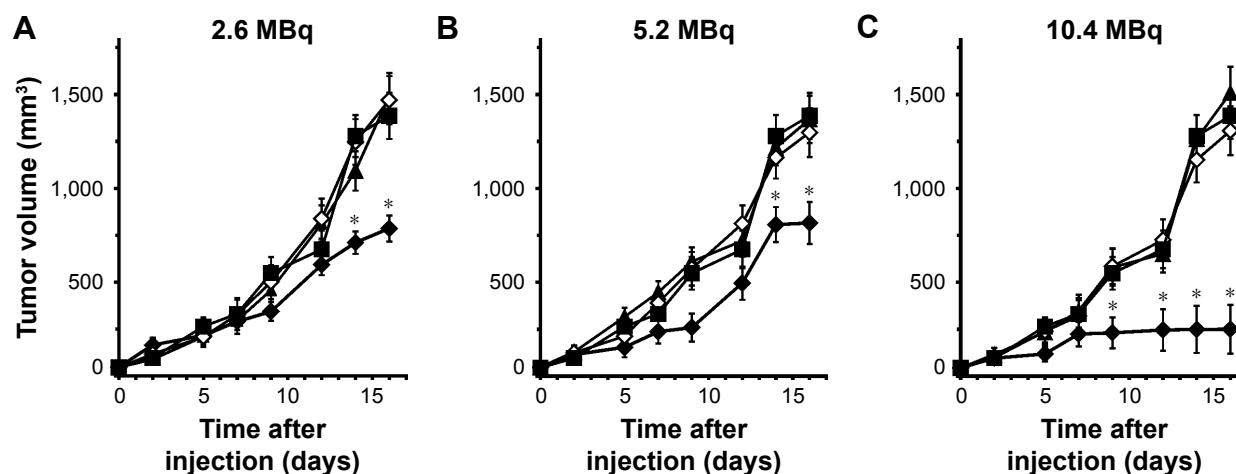 A
2.6 MBq
Tumor volume (mm³)
1,500
1,000
500
0
*
*
0
5
10
15
Time after
injection (days)
B
5.2 MBq
1,500
1,000
500
0
*
*
0
5
10
15
Time after
injection (days)
C
10.4 MBq
1,500
1,000
500
0
*
*
*
*
0
5
10
15
Time after
injection (days)